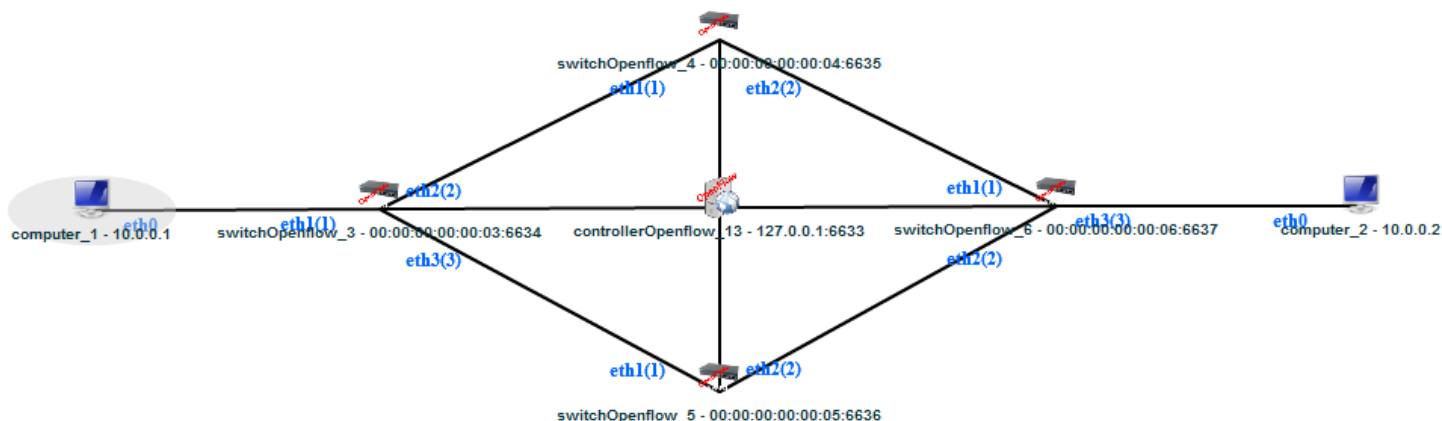 switchOpenflow_4 - 00:00:00:00:00:04:6635
eth1(1)
eth2(2)
eth2(2)
OpenFlow
eth1(1)
eth0
eth1(1)
eth3(3)
eth0
computer_1 - 10.0.0.1
switchOpenflow_3 - 00:00:00:00:00:03:6634
controllerOpenflow_13 - 127.0.0.1:6633
switchOpenflow_6 - 00:00:00:00:00:06:6637
computer_2 - 10.0.0.2
eth3(3)
eth2(2)
eth1(1)
eth2(2)
switchOpenflow_5 - 00:00:00:00:00:05:6636